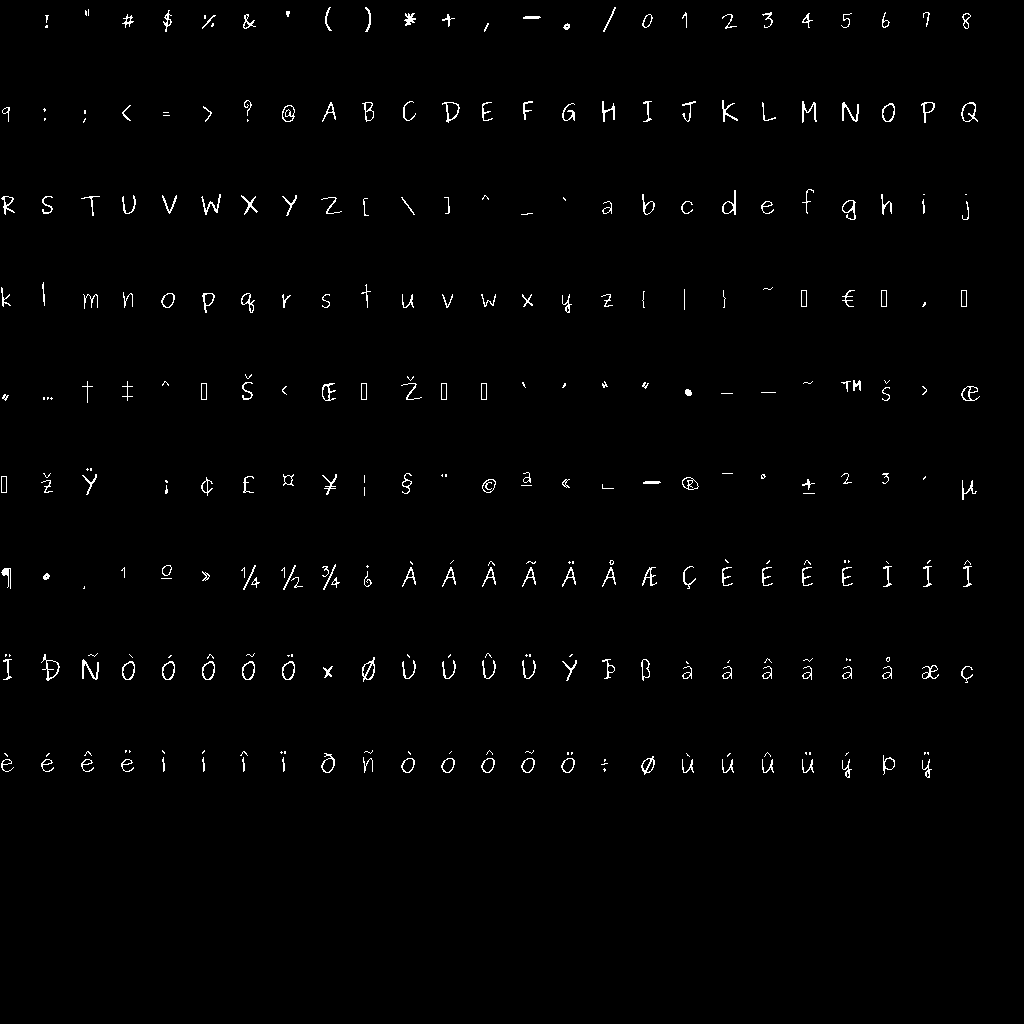 ! " # $ % & ' ( ) * + , - . / 0 1 2 3 4 5 6 7 8
9 : ; < = > ? @ A B C D E F G H I J K L M N O P Q
R S T U V W X Y Z [ \ ] ^ _ ` a b c d e f g h i j
k l m n o p q r s t u v w x y z { | } ~ ▯ € ▯ ‚ ▯
„ … † ‡ ˆ ▯ Š ‹ Œ ▯ Ž ▯ ▯ ‘ ’ “ ” • – — ˜ ™ š › œ
▯ ž Ÿ ¡ ¢ £ ¤ ¥ ¦ § ¨ © ª « ¬ - ® ¯ ° ± ² ³ ´ µ
¶ · ¸ ¹ º » ¼ ½ ¾ ¿ À Á Â Ã Ä Å Æ Ç È É Ê Ë Ì Í Î
Ï Ð Ñ Ò Ó Ô Õ Ö × Ø Ù Ú Û Ü Ý Þ ß à á â ã ä å æ ç
è é ê ë ì í î ï ð ñ ò ó ô õ ö ÷ ø ù ú û ü ý þ ÿ